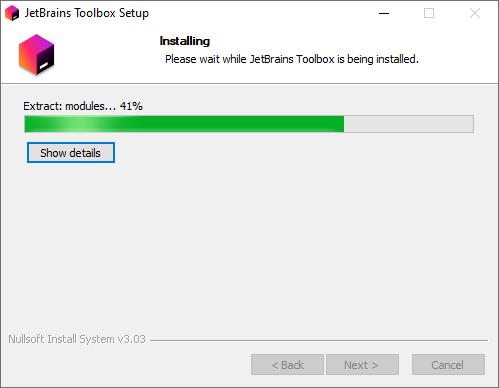 JetBrains Toolbox Setup
Installing
Please wait while JetBrains Toolbox is being installed.
Extract: modules... 41%
Show details
Nullsoft Install System v3.03
< Back
Next >
Cancel